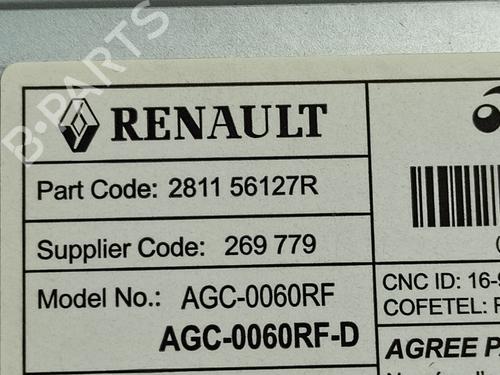 RENAULT
Part Code: 2811 56127R
Supplier Code: 269 779
Model No.: AGC-0060RF
AGC-0060RF-D
CNC ID: 16-9
COFETEL:
AGREE
B-PARTS